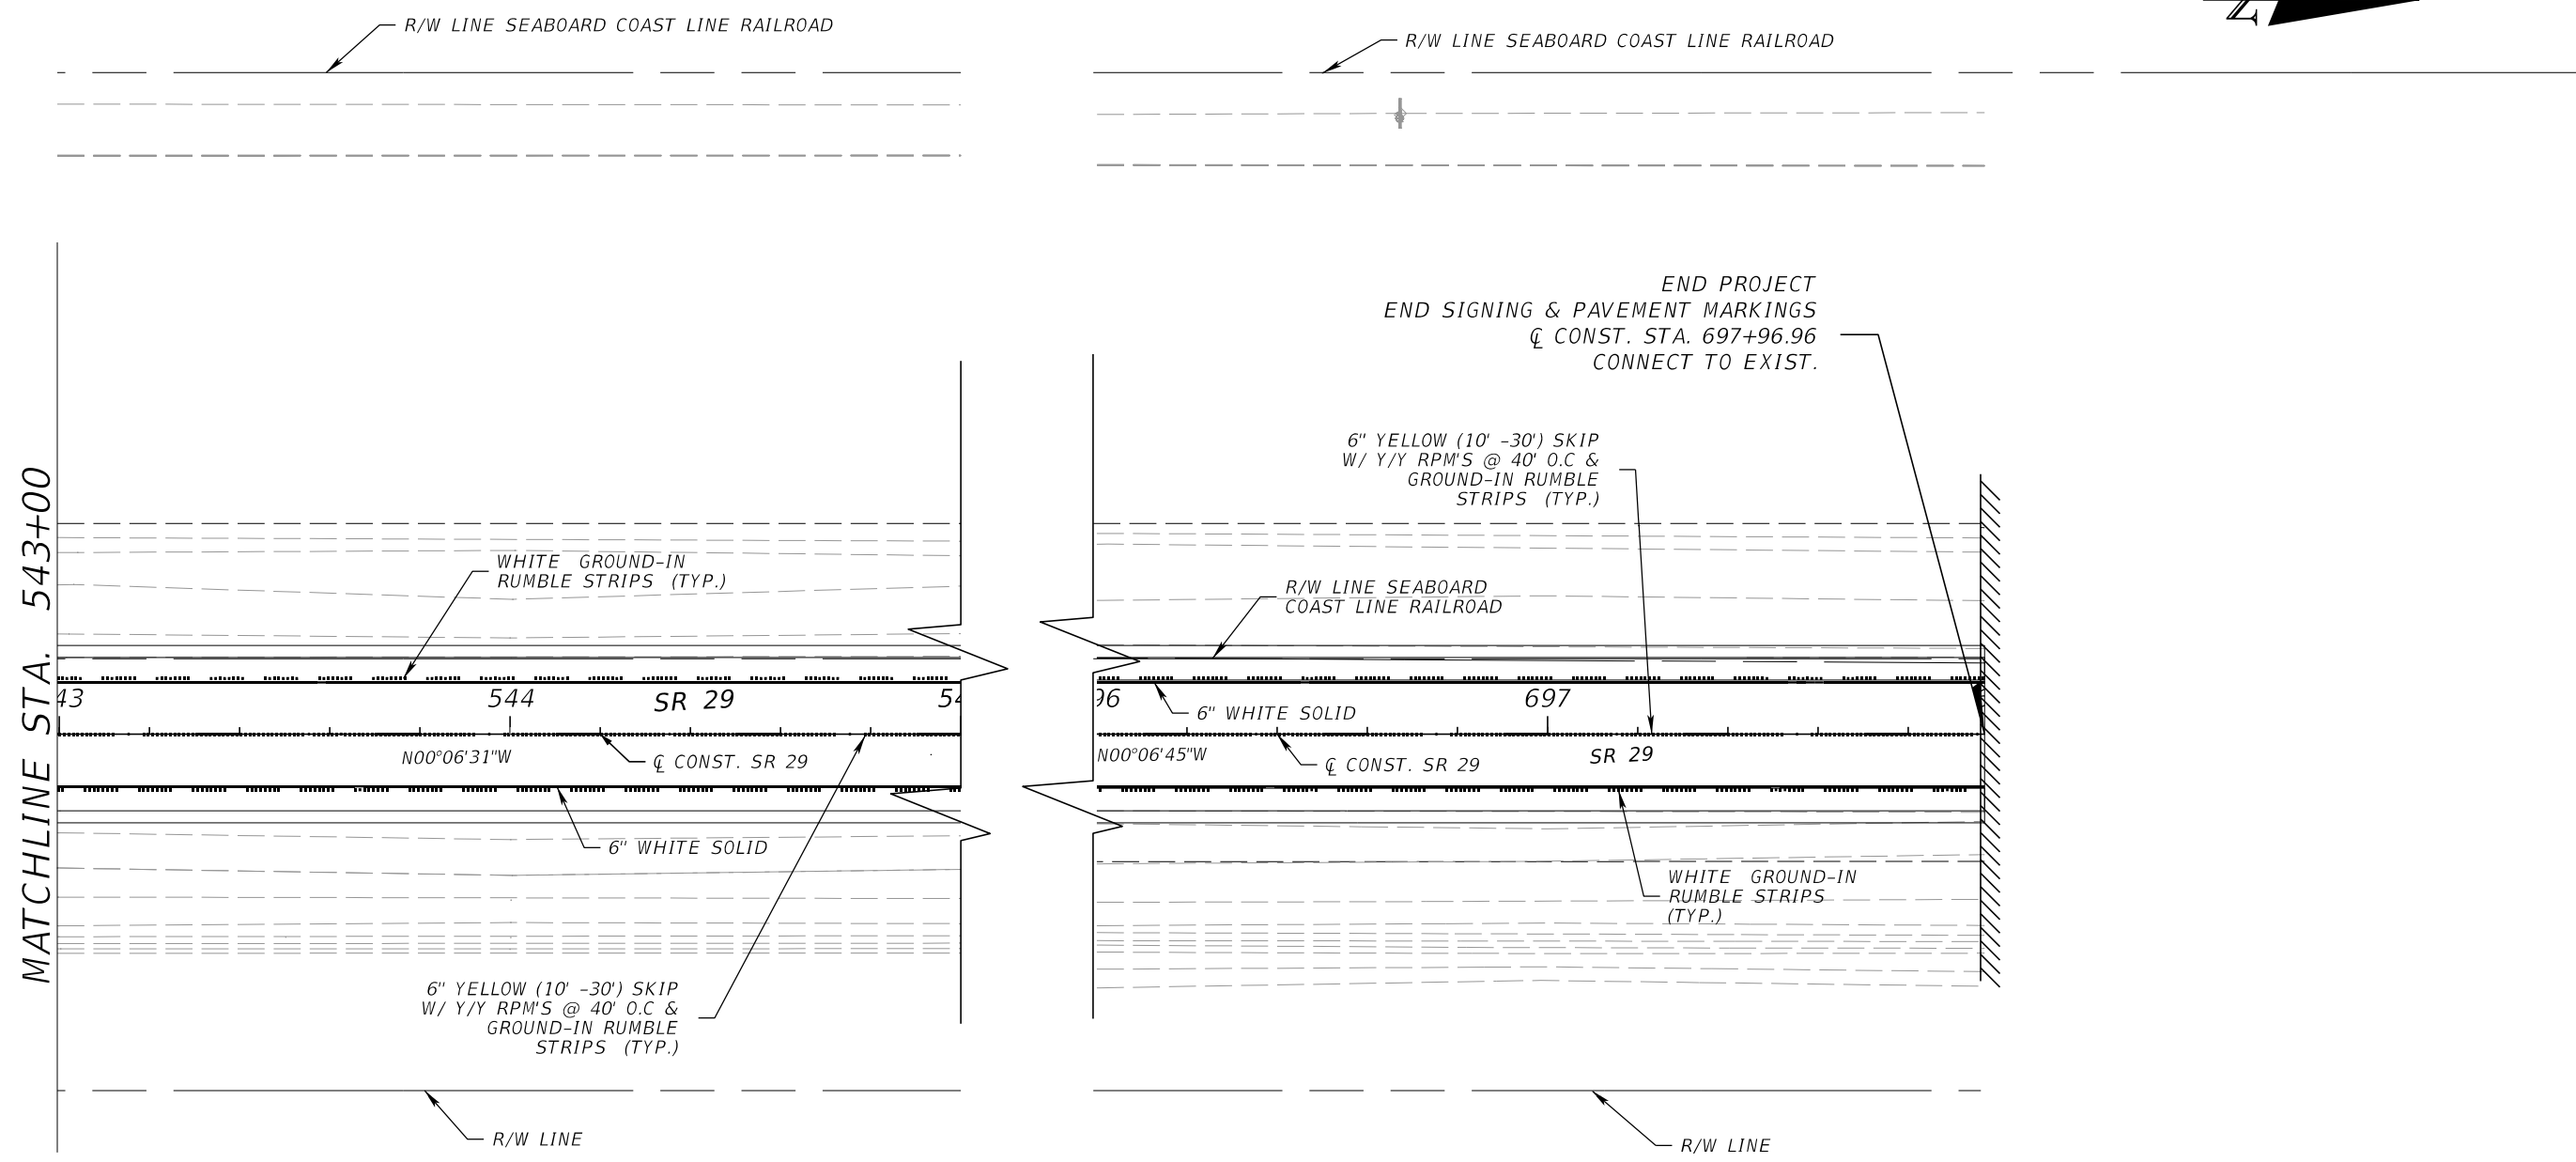 R/W LINE SEABOARD COAST LINE RAILROAD
R/W LINE SEABOARD COAST LINE RAILROAD
END PROJECT
END SIGNING & PAVEMENT MARKINGS
℄ CONST. STA. 697+96.96
CONNECT TO EXIST.
6" YELLOW (10' -30') SKIP
W/ Y/Y RPM'S @ 40' O.C &
GROUND-IN RUMBLE
STRIPS (TYP.)
MATCHLINE STA. 543+00
WHITE GROUND-IN
RUMBLE STRIPS (TYP.)
R/W LINE SEABOARD
COAST LINE RAILROAD
43
544
SR 29
54
96
6" WHITE SOLID
697
N00°06'31"W
℄ CONST. SR 29
N00°06'45"W
℄ CONST. SR 29
SR 29
6" WHITE SOLID
WHITE GROUND-IN
RUMBLE STRIPS
(TYP.)
6" YELLOW (10' -30') SKIP
W/ Y/Y RPM'S @ 40' O.C &
GROUND-IN RUMBLE
STRIPS (TYP.)
R/W LINE
R/W LINE